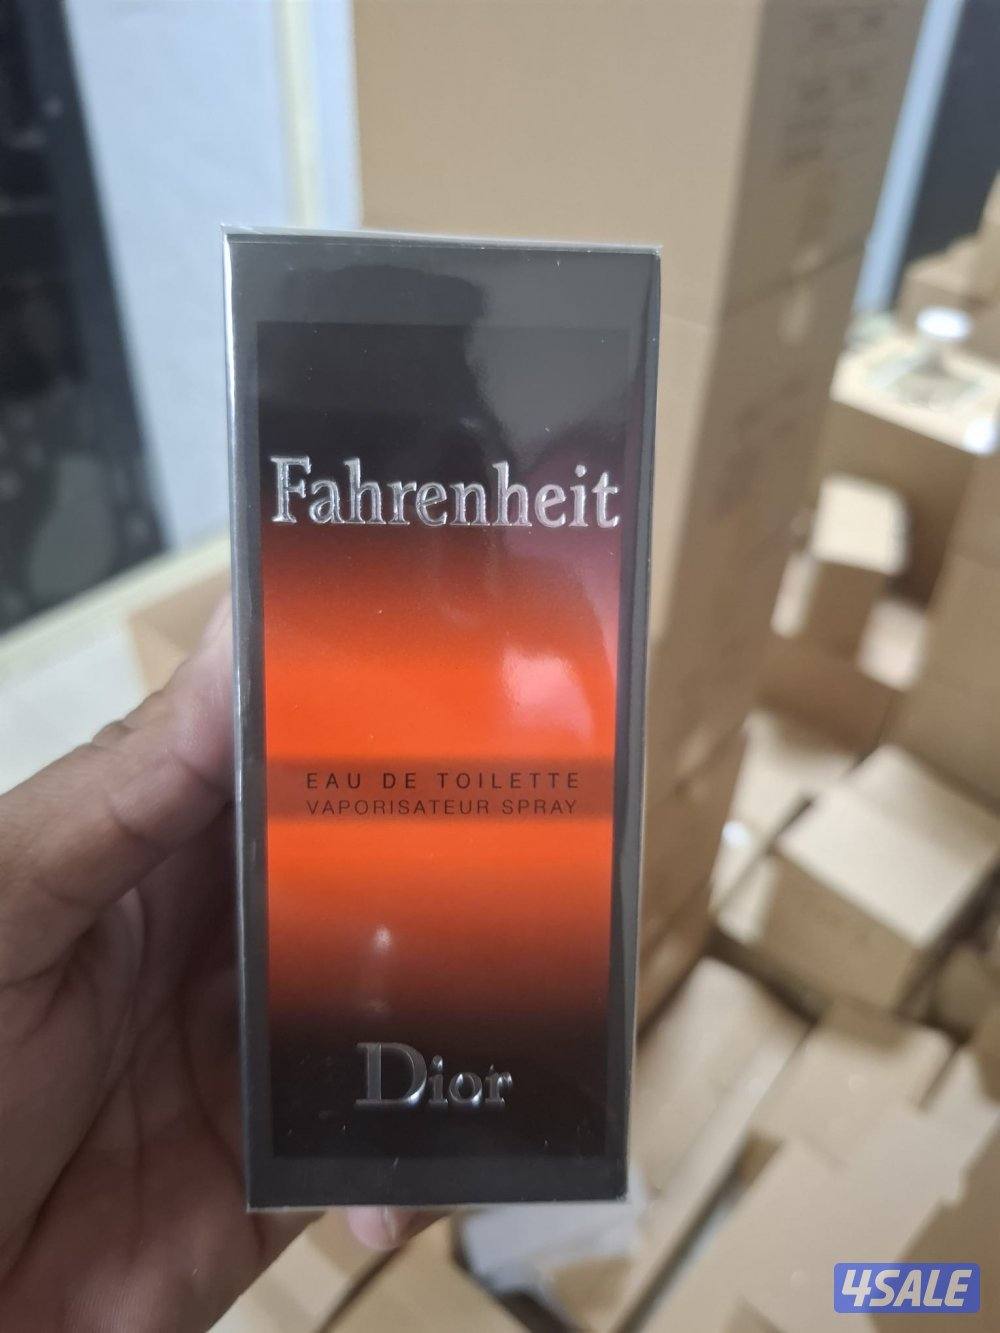 Fahrenheit
EAU DE TOILETTE
VAPORISATEUR SPRAY
Dior
4SALE